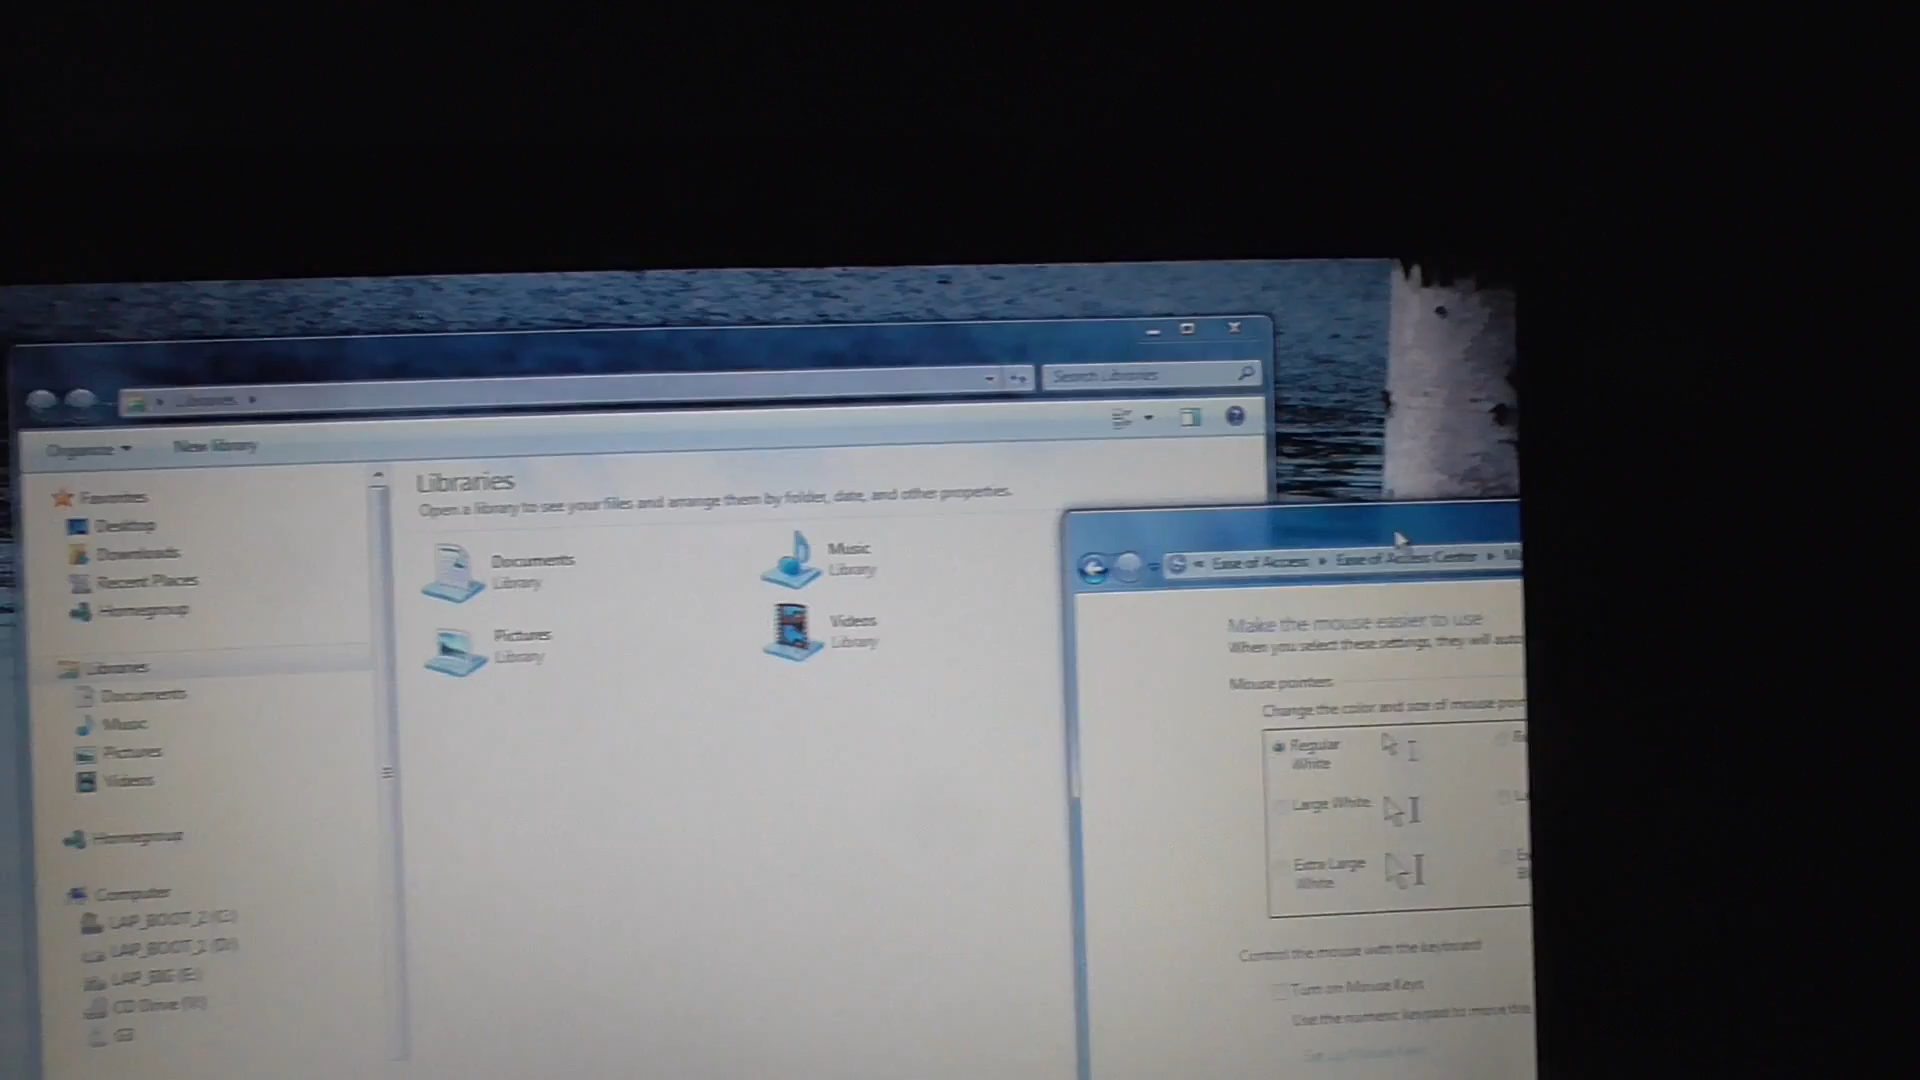 Libraries
Search Libraries
Organize
New library
Favorites
Desktop
Downloads
Recent Places
Homegroup
Libraries
Documents
Music
Pictures
Videos
Homegroup
Computer
LAP_BOOT_2 (C:)
LAP_BOOT_1 (D:)
LAP_BIG (E:)
CD Drive
Libraries
Open a library to see your files and arrange them by folder, date, and other properties.
Documents
Library
Music
Library
Pictures
Library
Videos
Library
« Ease of Access
Ease of Access Center
Make the mouse easier to use
When you select these settings, they will
Mouse pointers
Change the color and size of mouse
Regular
White
Large White
Extra Large
White
Control the mouse with the keyboard
Turn on Mouse Keys
Use the numeric keypad to move the